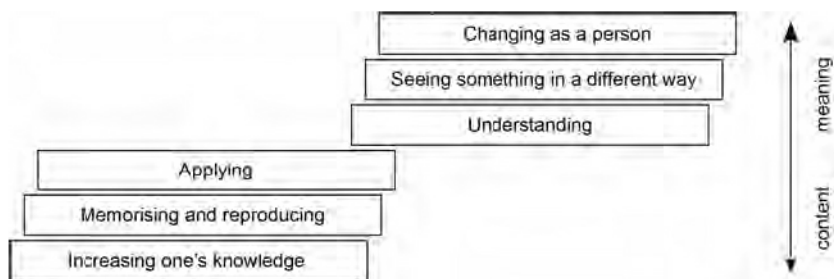 Changing as a person
Seeing something in a different way
Understanding
Applying
Memorising and reproducing
Increasing one's knowledge
meaning
content